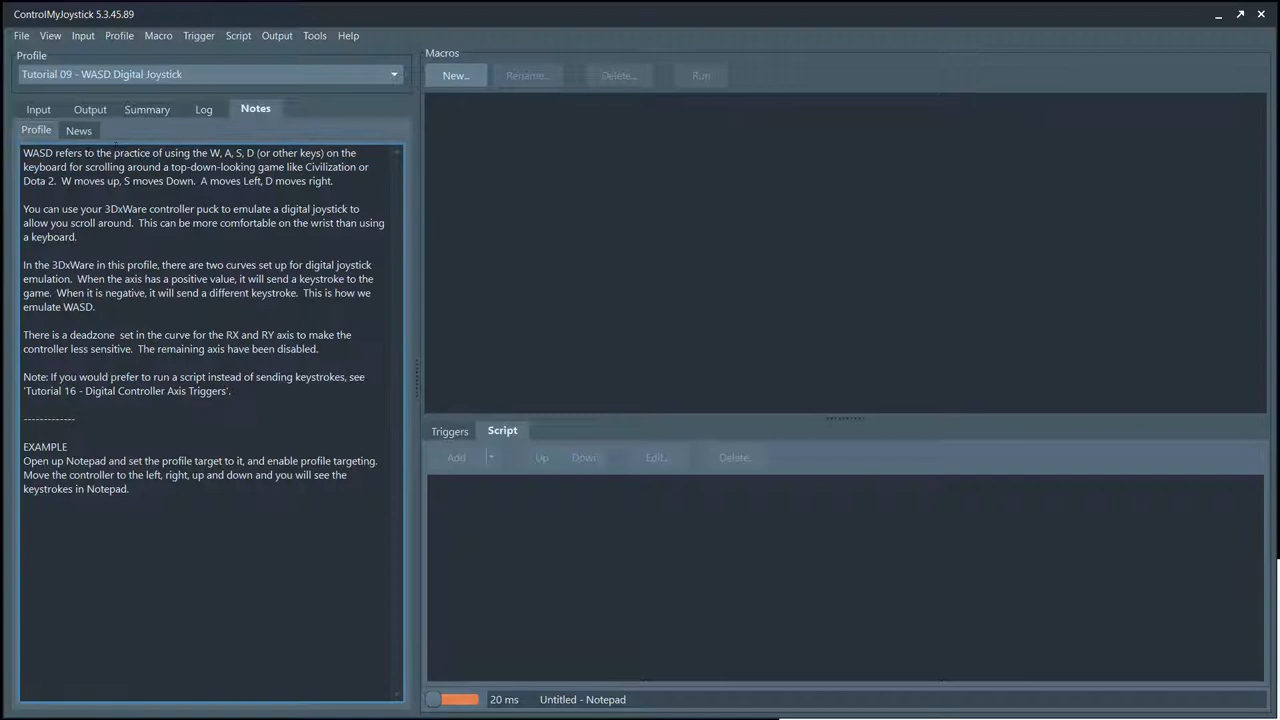 ControlMyJoystick 5.3.45.89
File View Input Profile Macro Trigger Script Output Tools Help
Profile
Tutorial 09 - WASD Digital Joystick
Input Output Summary Log Notes
Profile News
WASD refers to the practice of using the W, A, S, D (or other keys) on the
keyboard for scrolling around a top-down-looking game like Civilization or
Dota 2.  W moves up, S moves Down.  A moves Left, D moves right.
You can use your 3DxWare controller puck to emulate a digital joystick to
allow you scroll around.  This can be more comfortable on the wrist than using
a keyboard.
In the 3DxWare in this profile, there are two curves set up for digital joystick
emulation.  When the axis has a positive value, it will send a keystroke to the
game.  When it is negative, it will send a different keystroke.  This is how we
emulate WASD.
There is a deadzone  set in the curve for the RX and RY axis to make the
controller less sensitive.  The remaining axis have been disabled.
Note: If you would prefer to run a script instead of sending keystrokes, see
'Tutorial 16 - Digital Controller Axis Triggers'.
-------------
EXAMPLE
Open up Notepad and set the profile target to it, and enable profile targeting.
Move the controller to the left, right, up and down and you will see the
keystrokes in Notepad.
Macros
New... Rename... Delete... Run
Triggers Script
Add Up Down Edit... Delete...
20 ms Untitled - Notepad